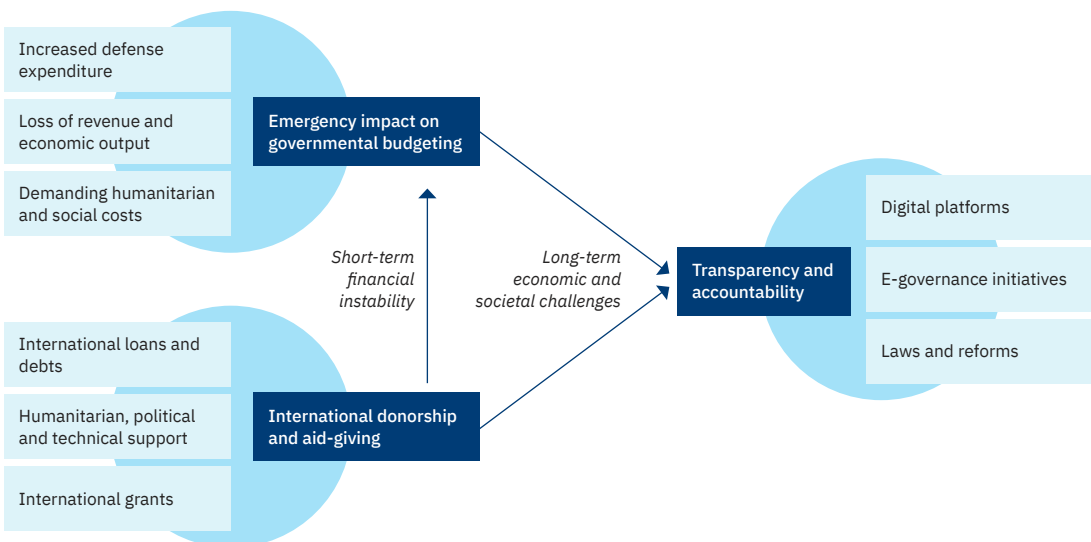 Increased defense
expenditure
Loss of revenue and
economic output
Demanding humanitarian
and social costs
Emergency impact on
governmental budgeting
Short-term
financial
instability
Long-term
economic and
societal challenges
International loans and
debts
Humanitarian, political
and technical support
International grants
International donorship
and aid-giving
Transparency and
accountability
Digital platforms
E-governance initiatives
Laws and reforms